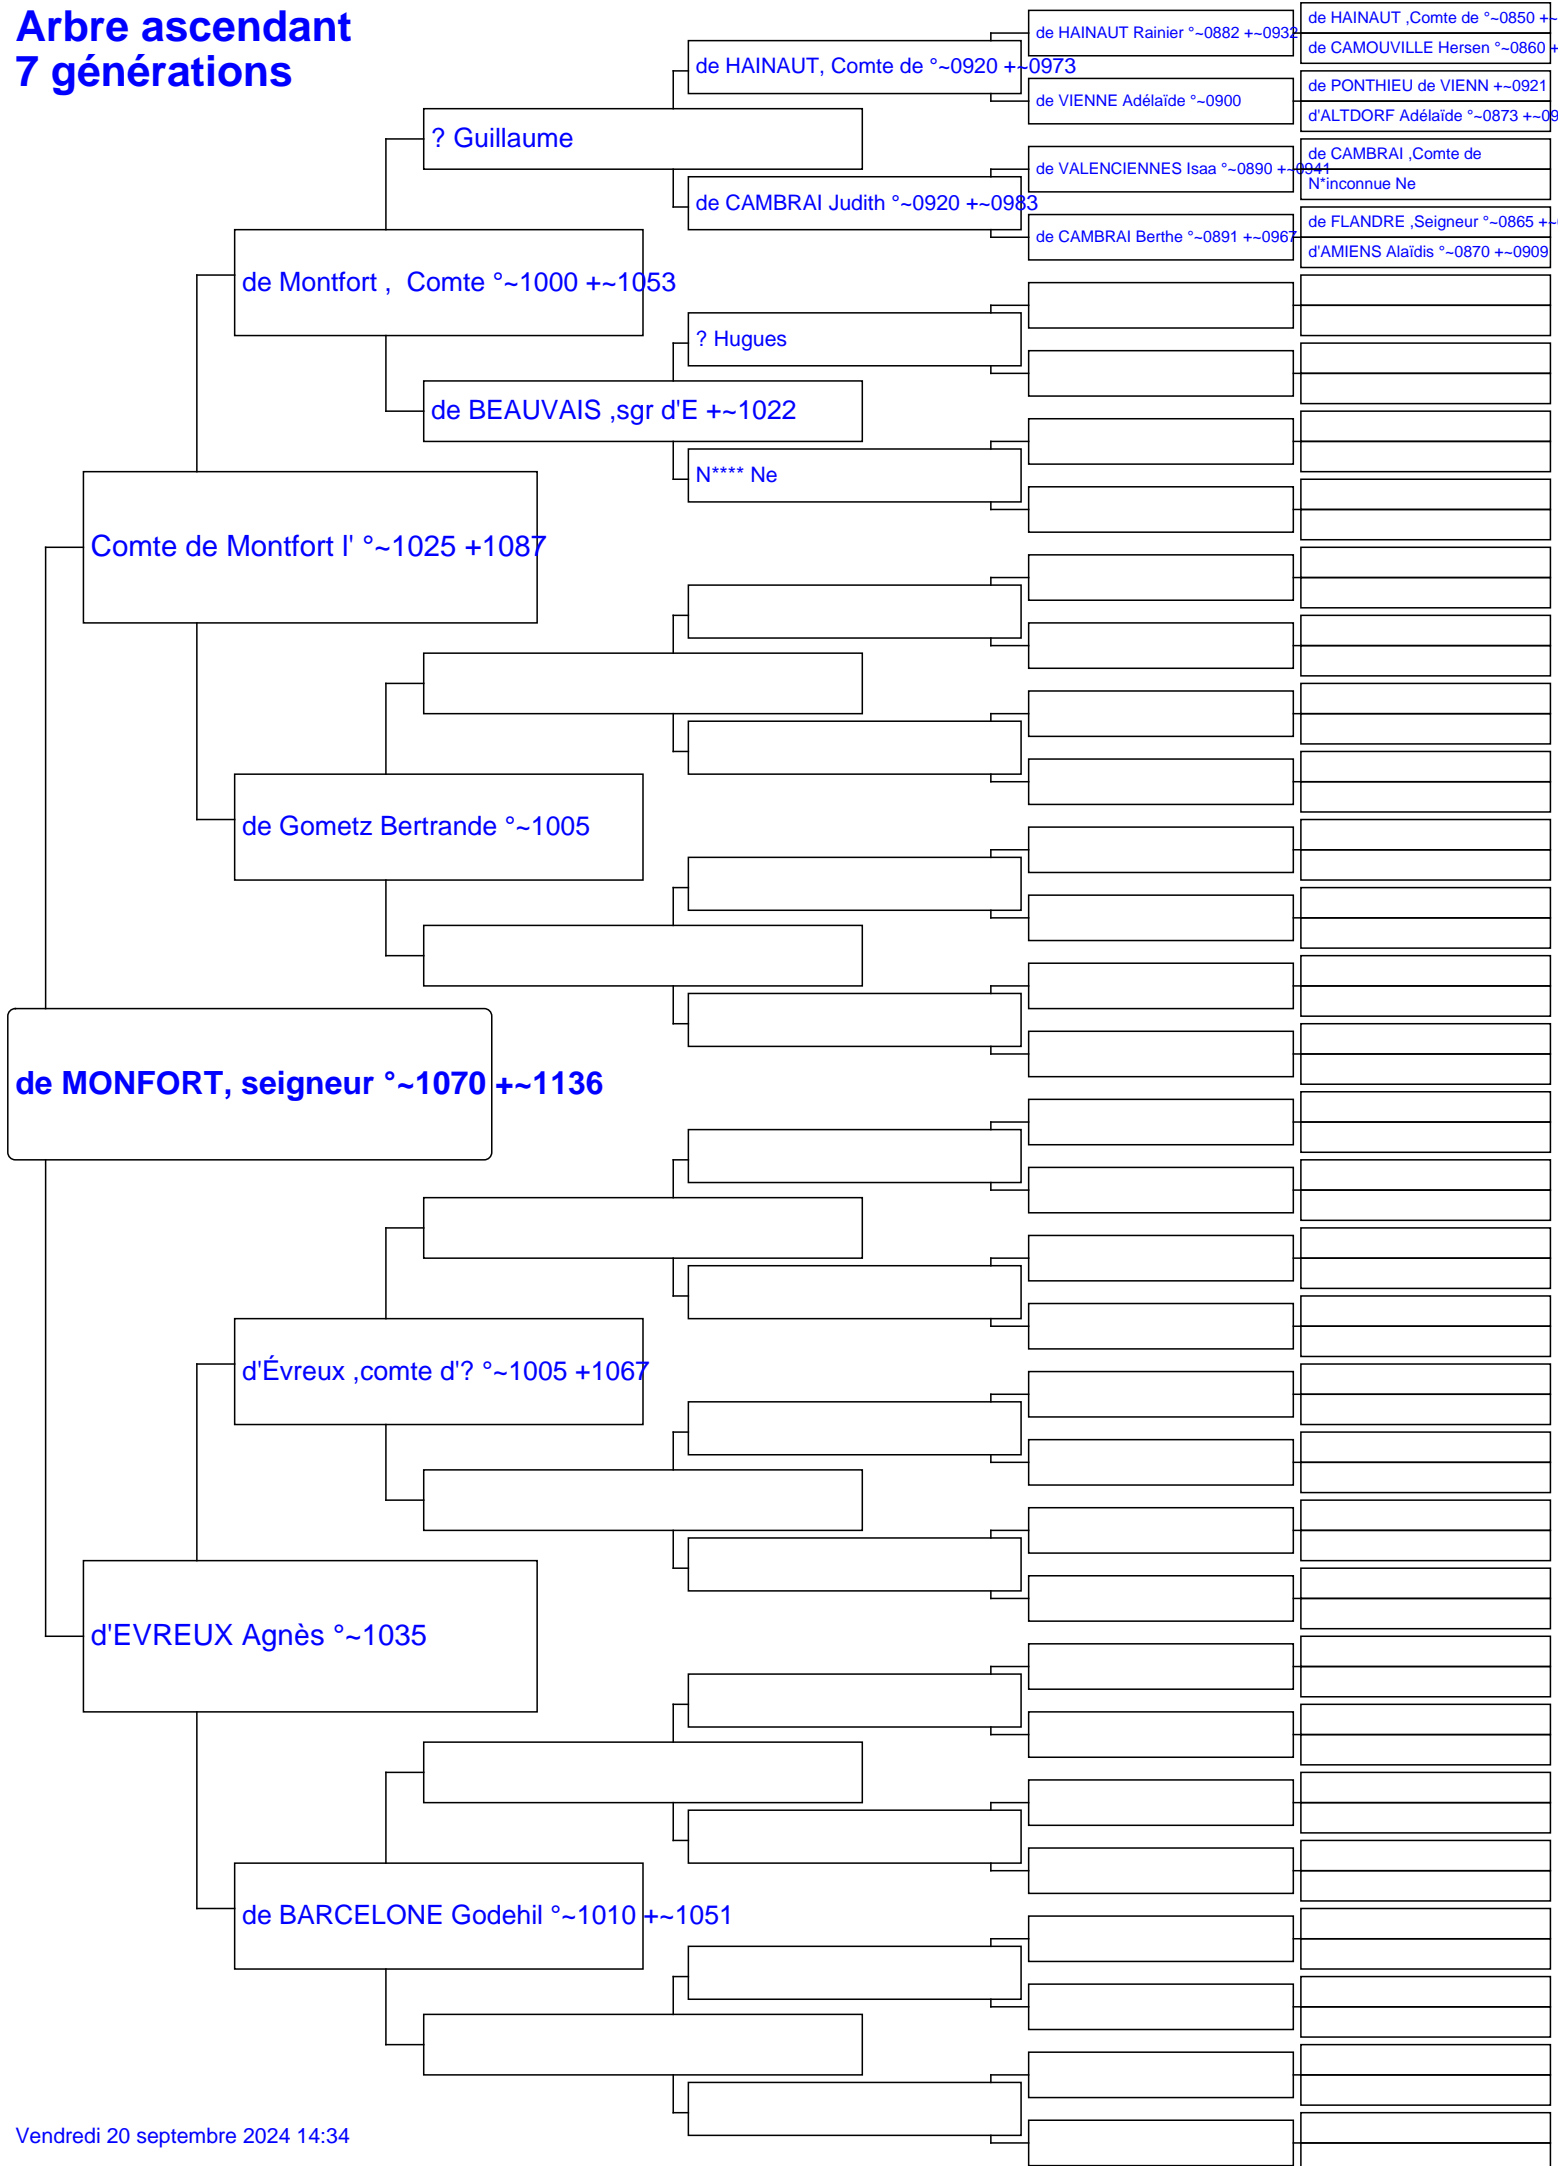 Arbre ascendant
7 générations
de HAINAUT ,Comte de °~0850 +~
de HAINAUT Rainier °~0882 +~0932
de CAMOUVILLE Hersen °~0860 +
de HAINAUT, Comte de °~0920 +~0973
de PONTHIEU de VIENN +~0921
de VIENNE Adélaïde °~0900
d'ALTDORF Adélaïde °~0873 +~09
? Guillaume
de CAMBRAI ,Comte de
de VALENCIENNES Isaa °~0890 +~0941
N*inconnue Ne
de CAMBRAI Judith °~0920 +~0983
de FLANDRE ,Seigneur °~0865 +~
de CAMBRAI Berthe °~0891 +~0967
d'AMIENS Alaïdis °~0870 +~0909
de Montfort ,  Comte °~1000 +~1053
? Hugues
de BEAUVAIS ,sgr d'E +~1022
N**** Ne
Comte de Montfort l' °~1025 +1087
de Gometz Bertrande °~1005
de MONFORT, seigneur °~1070 +~1136
d'Évreux ,comte d'? °~1005 +1067
d'EVREUX Agnès °~1035
de BARCELONE Godehil °~1010 +~1051
Vendredi 20 septembre 2024 14:34